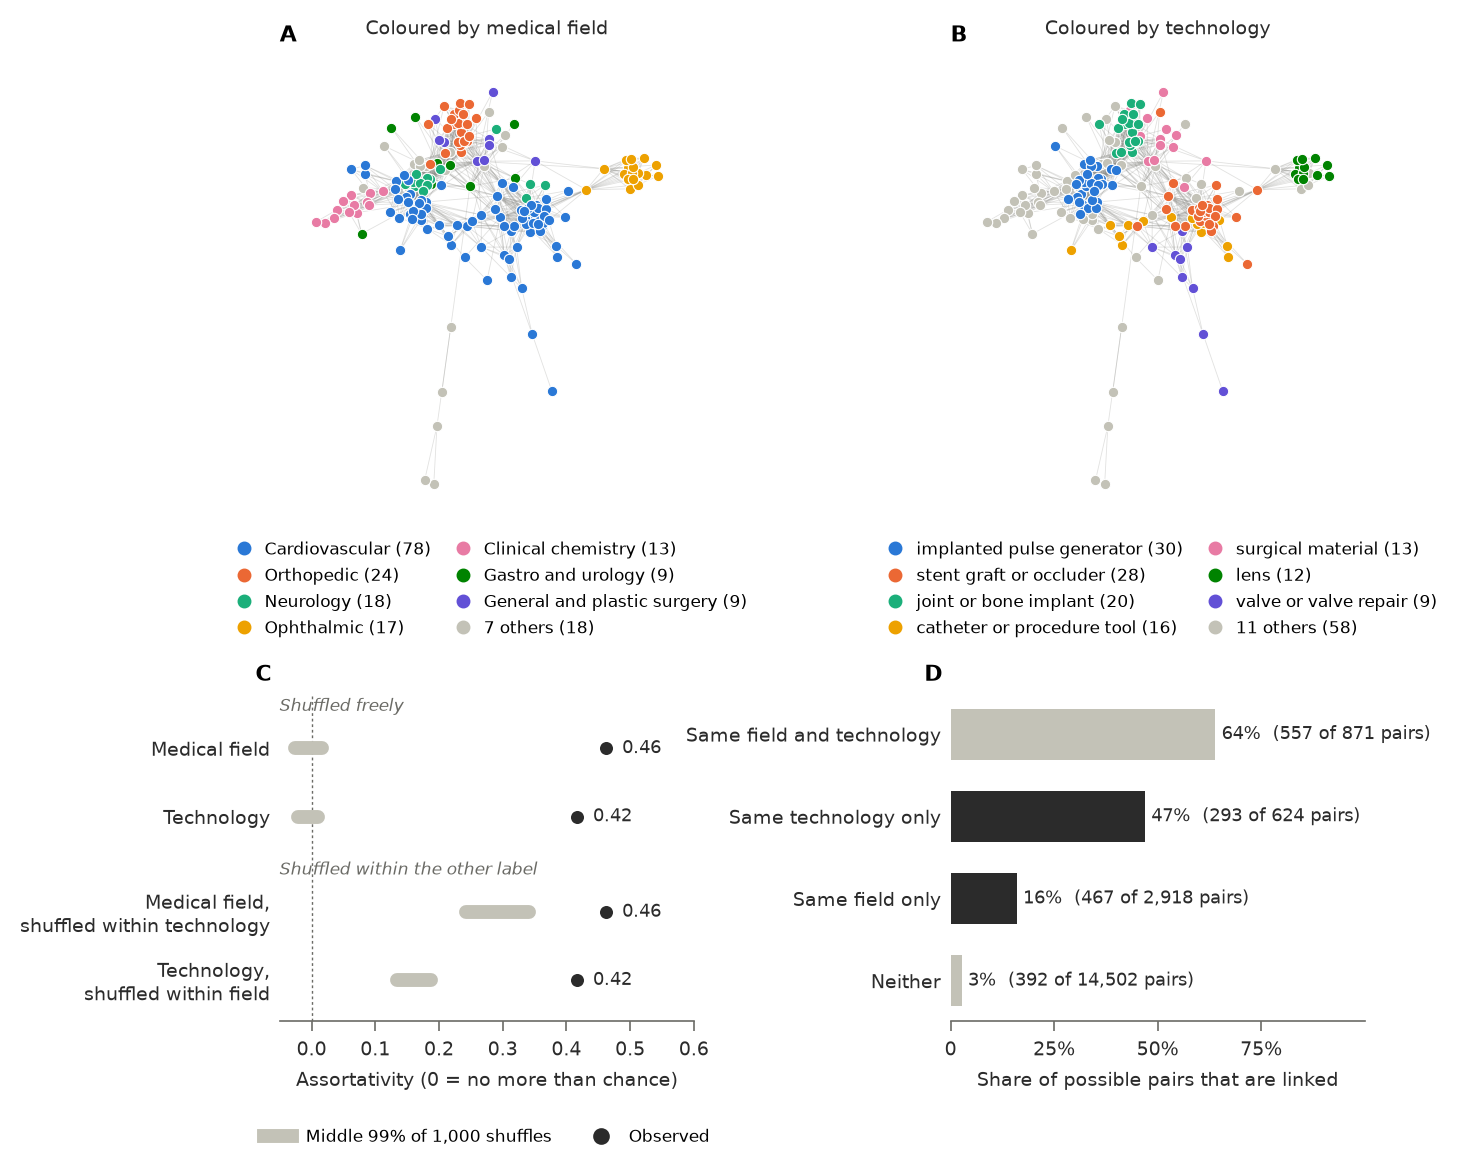 A
Coloured by medical field
B
Coloured by technology
Cardiovascular (78)
Orthopedic (24)
Neurology (18)
Ophthalmic (17)
Clinical chemistry (13)
Gastro and urology (9)
General and plastic surgery (9)
7 others (18)
implanted pulse generator (30)
stent graft or occluder (28)
joint or bone implant (20)
catheter or procedure tool (16)
surgical material (13)
lens (12)
valve or valve repair (9)
11 others (58)
C
Shuffled freely
Medical field
0.46
Technology
0.42
Shuffled within the other label
Medical field,
shuffled within technology
0.46
Technology,
shuffled within field
0.42
0.0 0.1 0.2 0.3 0.4 0.5 0.6
Assortativity (0 = no more than chance)
Middle 99% of 1,000 shuffles
Observed
D
Same field and technology
64% (557 of 871 pairs)
Same technology only
47% (293 of 624 pairs)
Same field only
16% (467 of 2,918 pairs)
Neither
3% (392 of 14,502 pairs)
0 25% 50% 75%
Share of possible pairs that are linked